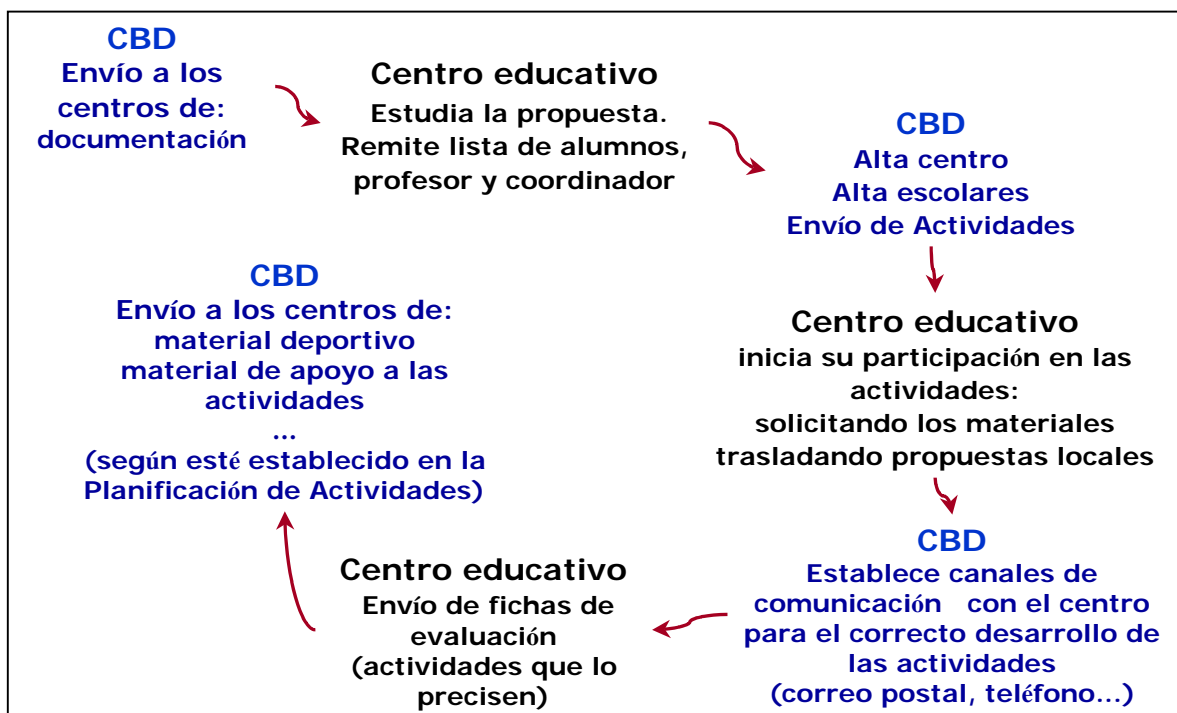 CBD
Envío a los
centros de:
documentación
Centro educativo
Estudia la propuesta.
Remite lista de alumnos,
profesor y coordinador
CBD
Alta centro
Alta escolares
Envío de Actividades
Centro educativo
inicia su participación en las
actividades:
solicitando los materiales
trasladando propuestas locales
CBD
Establece canales de
comunicación con el centro
para el correcto desarrollo de
las actividades
(correo postal, teléfono...)
Centro educativo
Envío de fichas de
evaluación
(actividades que lo
precisen)
CBD
Envío a los centros de:
material deportivo
material de apoyo a las
actividades
...
(según esté establecido en la
Planificación de Actividades)